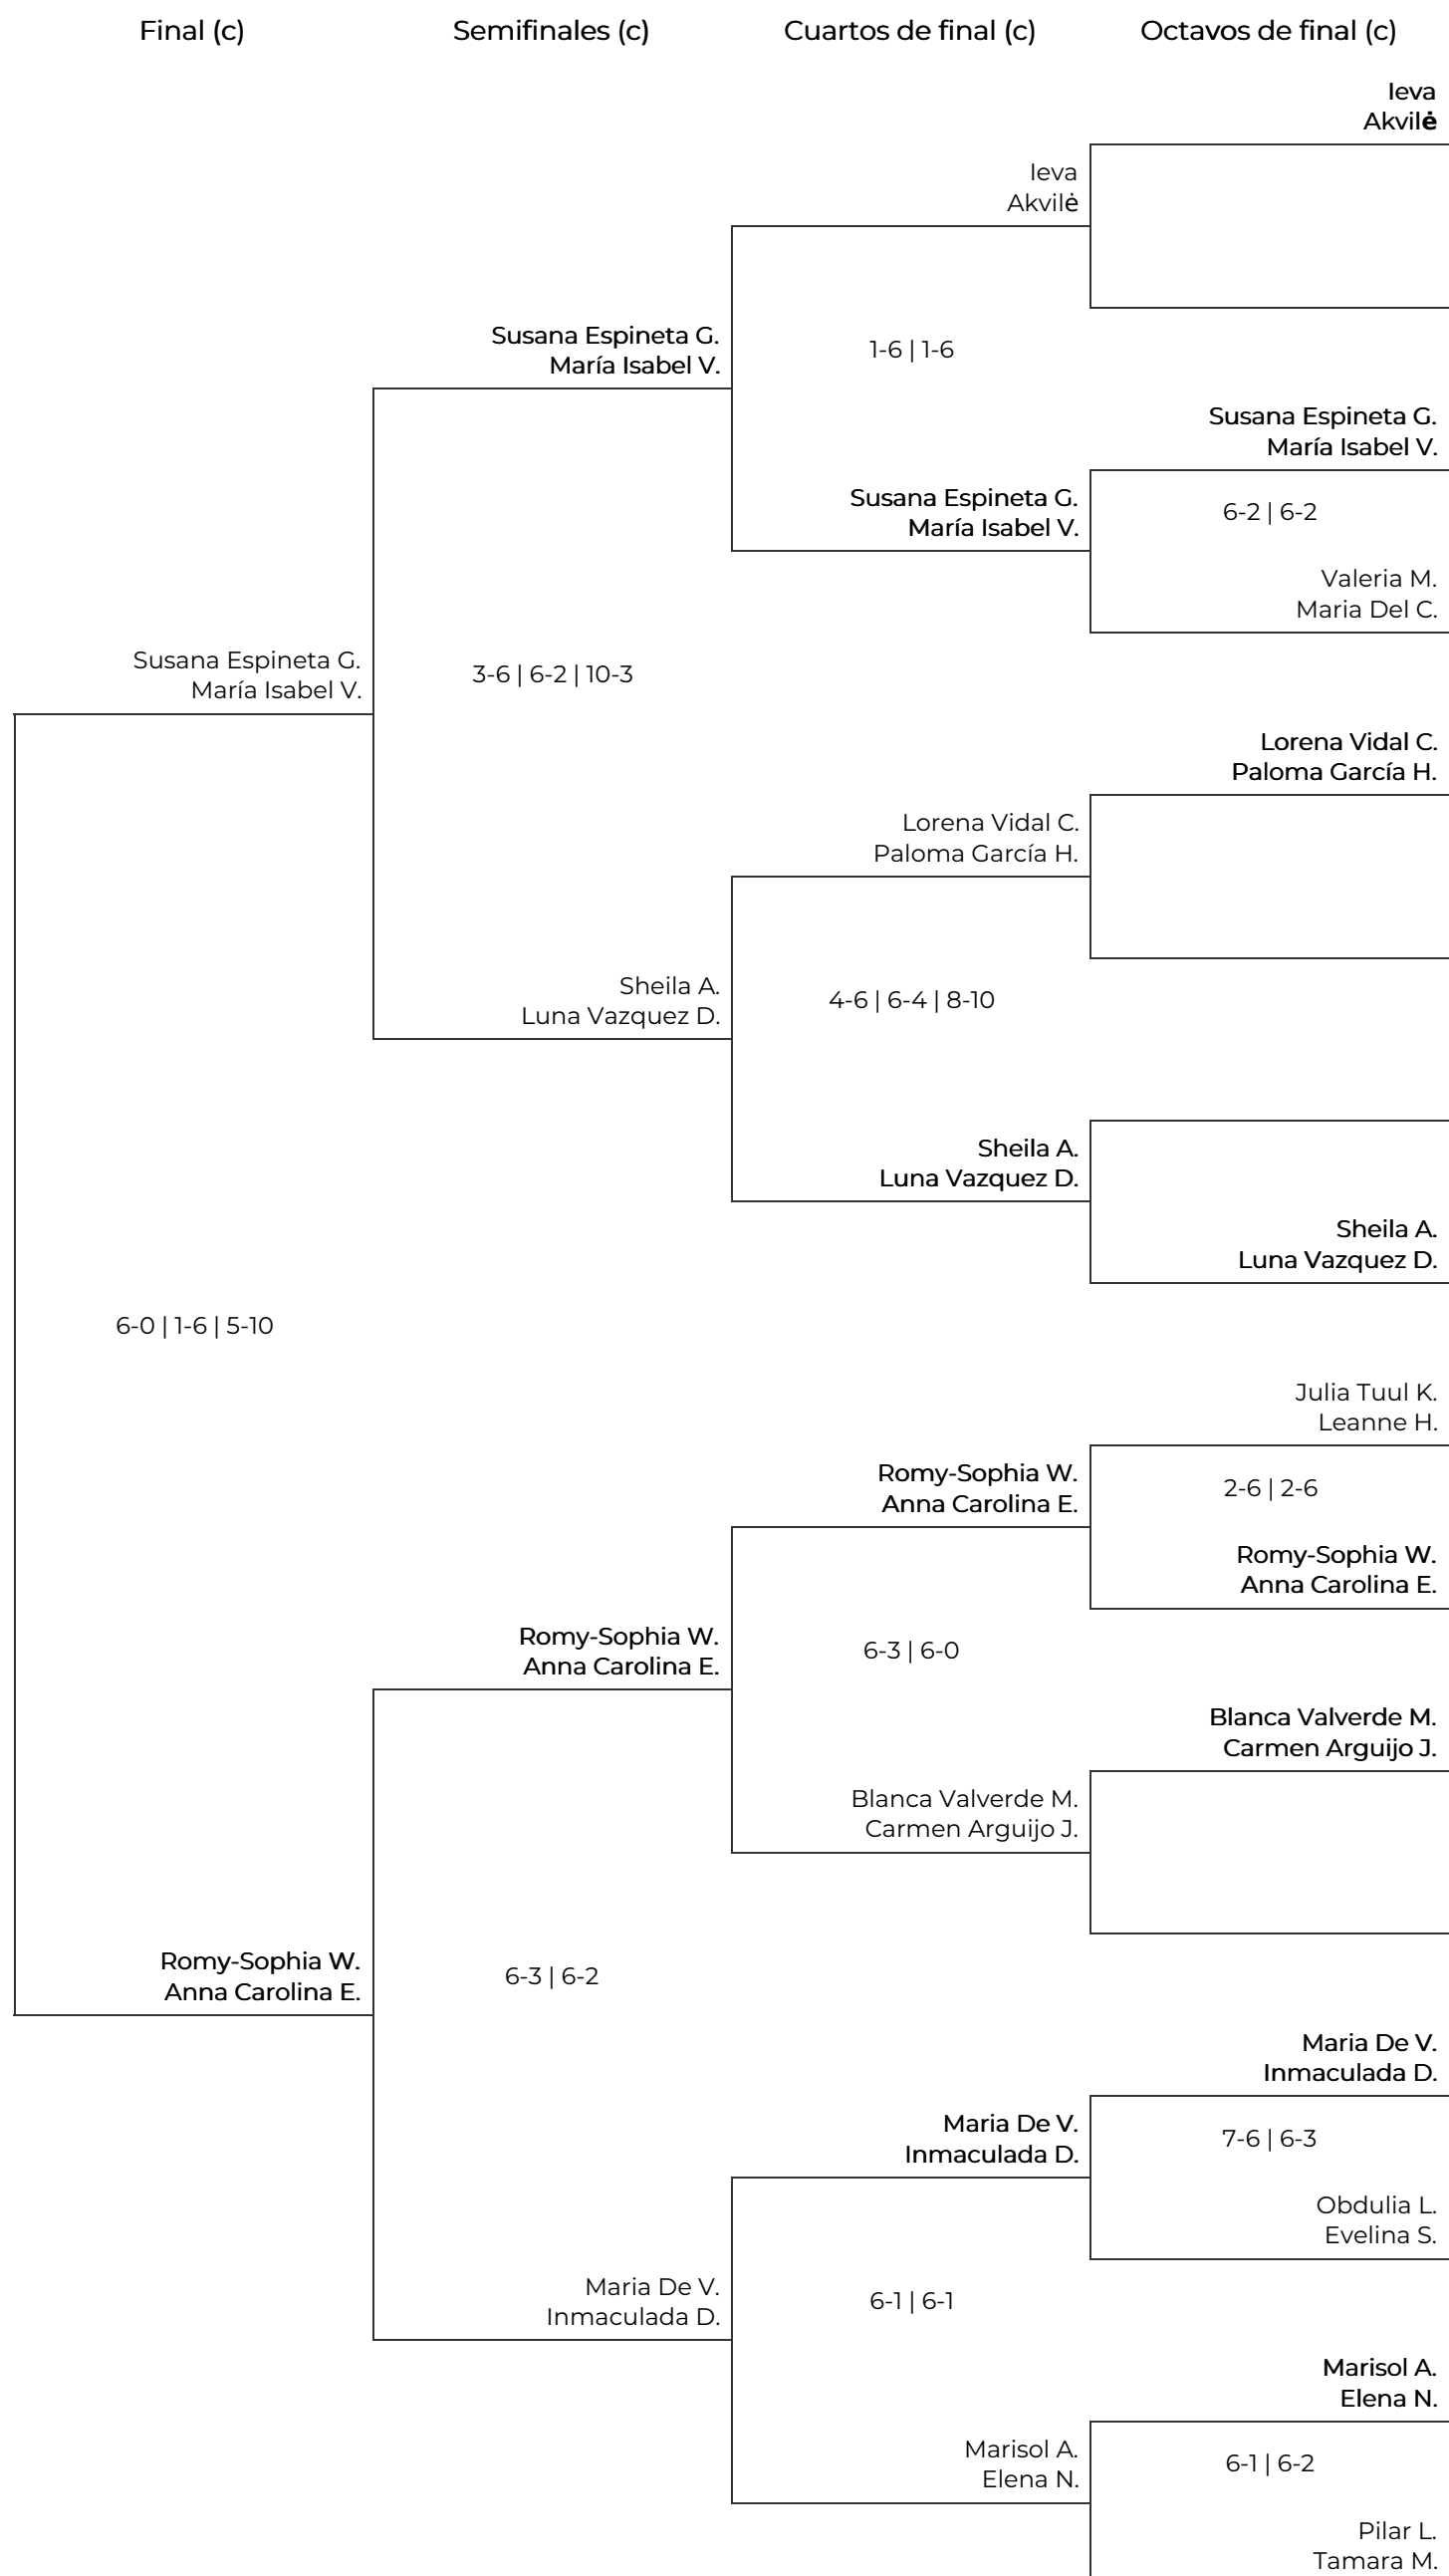 Final (c)
Semifinales (c)
Cuartos de final (c)
Octavos de final (c)
Ieva
Akvilė
Ieva
Akvilė
Susana Espineta G.
María Isabel V.
1-6 | 1-6
Susana Espineta G.
María Isabel V.
Susana Espineta G.
María Isabel V.
6-2 | 6-2
Valeria M.
Maria Del C.
Susana Espineta G.
María Isabel V.
3-6 | 6-2 | 10-3
Lorena Vidal C.
Paloma García H.
Lorena Vidal C.
Paloma García H.
Sheila A.
Luna Vazquez D.
4-6 | 6-4 | 8-10
Sheila A.
Luna Vazquez D.
Sheila A.
Luna Vazquez D.
6-0 | 1-6 | 5-10
Julia Tuul K.
Leanne H.
Romy-Sophia W.
Anna Carolina E.
2-6 | 2-6
Romy-Sophia W.
Anna Carolina E.
Romy-Sophia W.
Anna Carolina E.
6-3 | 6-0
Blanca Valverde M.
Carmen Arguijo J.
Blanca Valverde M.
Carmen Arguijo J.
Romy-Sophia W.
Anna Carolina E.
6-3 | 6-2
Maria De V.
Inmaculada D.
Maria De V.
Inmaculada D.
7-6 | 6-3
Obdulia L.
Evelina S.
Maria De V.
Inmaculada D.
6-1 | 6-1
Marisol A.
Elena N.
Marisol A.
Elena N.
6-1 | 6-2
Pilar L.
Tamara M.